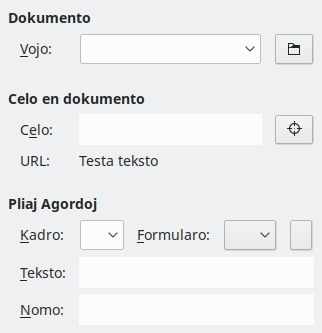 Dokumento
Vojo:
Celo en dokumento
Celo:
URL: Testa teksto
Pliaj Agordoj
Kadro: Formularo:
Teksto:
Nomo: